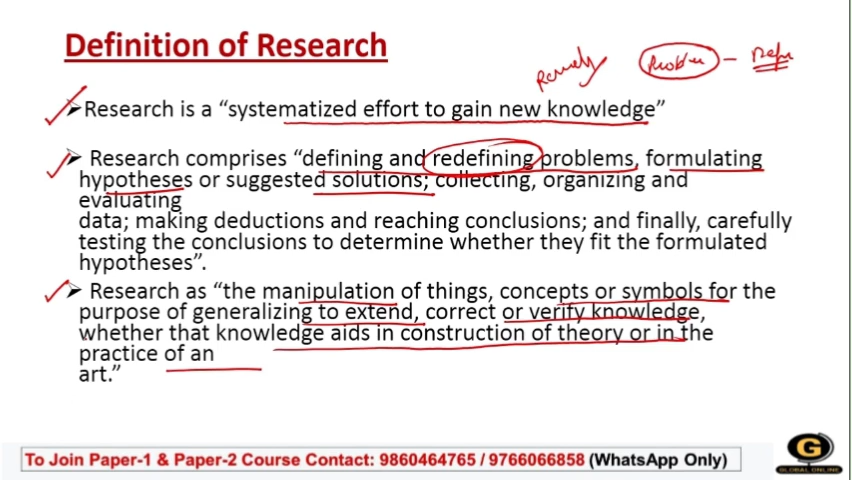 Definition of Research
Problem –
➢Research is a “systematized effort to gain new knowledge”
➢ Research comprises “defining and redefining problems, formulating
hypotheses or suggested solutions; collecting, organizing and
evaluating
data; making deductions and reaching conclusions; and finally, carefully
testing the conclusions to determine whether they fit the formulated
hypotheses”.
➢ Research as “the manipulation of things, concepts or symbols for the
purpose of generalizing to extend, correct or verify knowledge,
whether that knowledge aids in construction of theory or in the
practice of an
art.”
To Join Paper-1 & Paper-2 Course Contact: 9860464765 / 9766066858 (WhatsApp Only)
G
GLOBAL ONLINE